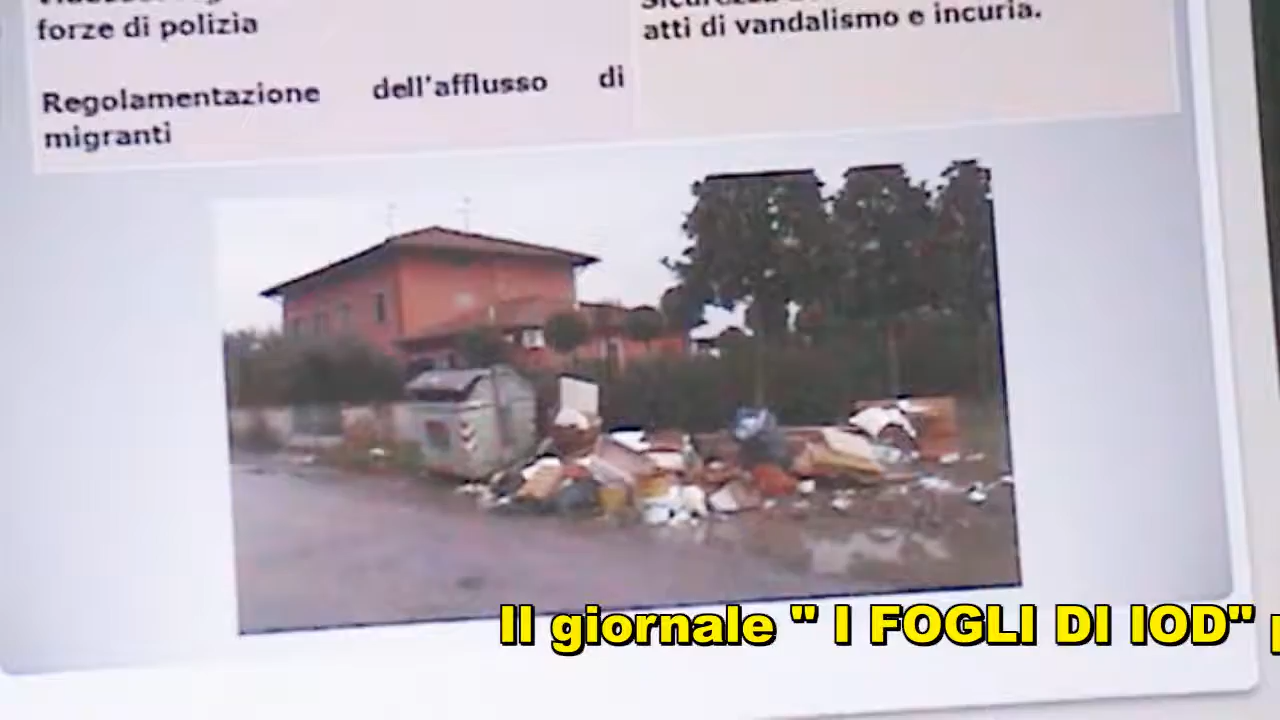 forze di polizia
Regolamentazione dell'afflusso di
migranti
atti di vandalismo e incuria.
Il giornale " I FOGLI DI IOD"